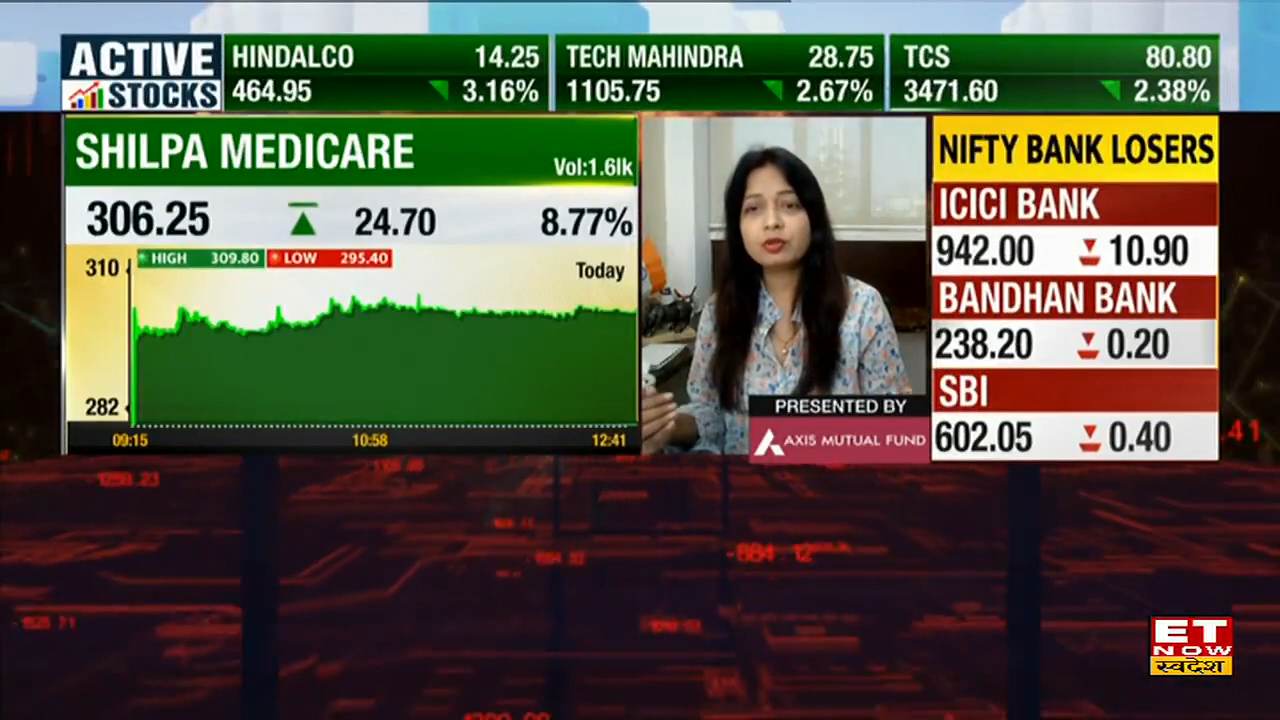 ACTIVE STOCKS
HINDALCO 14.25
464.95 3.16%
TECH MAHINDRA 28.75
1105.75 2.67%
TCS 80.80
3471.60 2.38%
SHILPA MEDICARE Vol:1.6lk
306.25 24.70 8.77%
HIGH 309.80 LOW 295.40
Today
310
282
09:15 10:58 12:41
PRESENTED BY
AXIS MUTUAL FUND
NIFTY BANK LOSERS
ICICI BANK
942.00 10.90
BANDHAN BANK
238.20 0.20
SBI
602.05 0.40
.41
-884.12
ET
NOW
स्वदेश